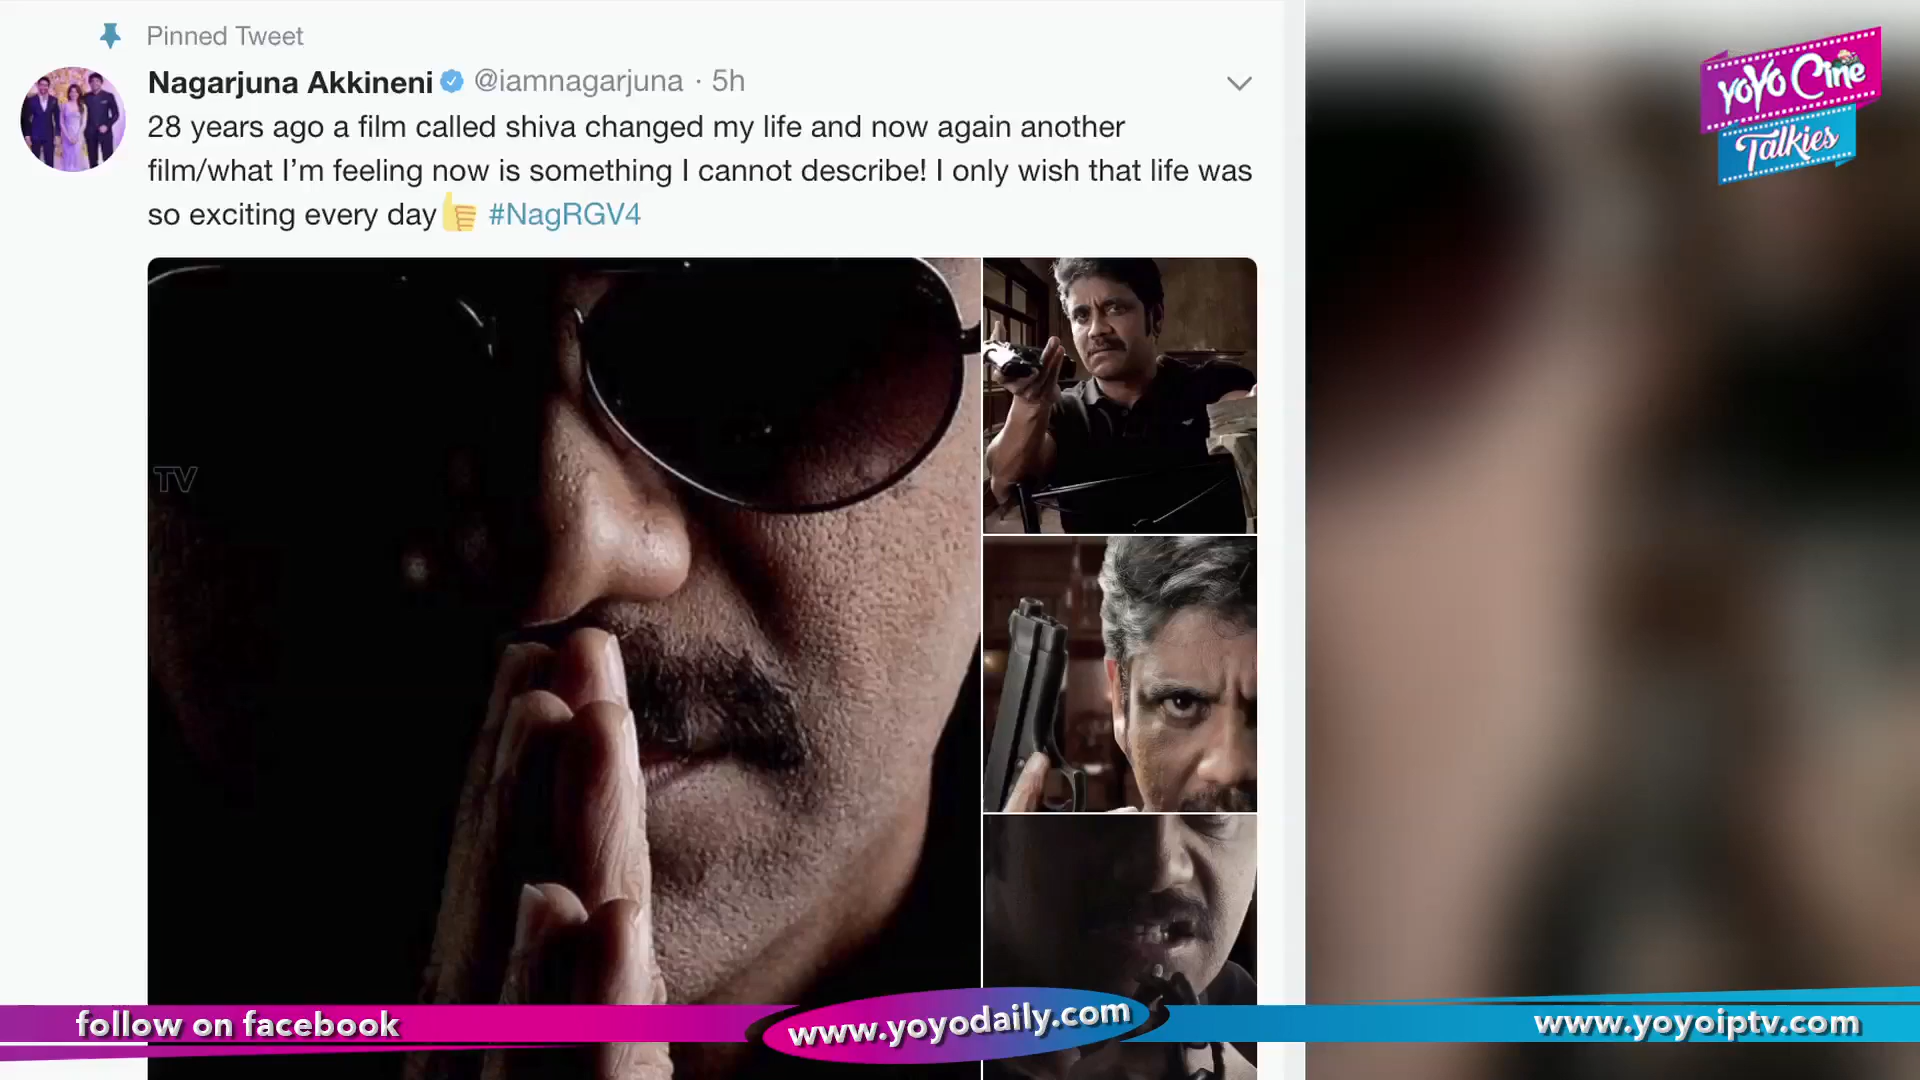 Pinned Tweet
Nagarjuna Akkineni @iamnagarjuna · 5h
28 years ago a film called shiva changed my life and now again another
film/what I'm feeling now is something I cannot describe! I only wish that life was
so exciting every day👍 #NagRGV4
YOYO Cine
Talkies
TV
follow on facebook
www.yoyodaily.com
www.yoyoiptv.com